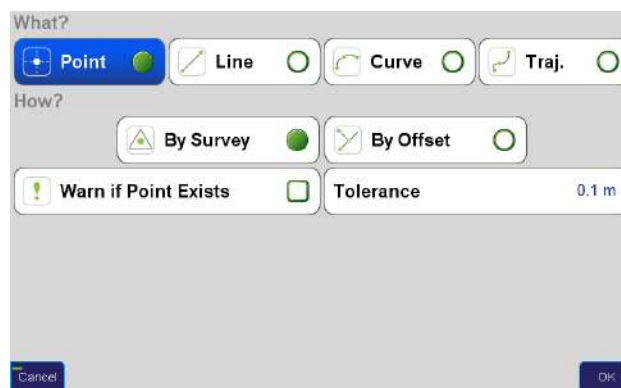 What?
Point Line Curve Traj.
How?
By Survey By Offset
Warn if Point Exists Tolerance 0.1 m
Cancel OK